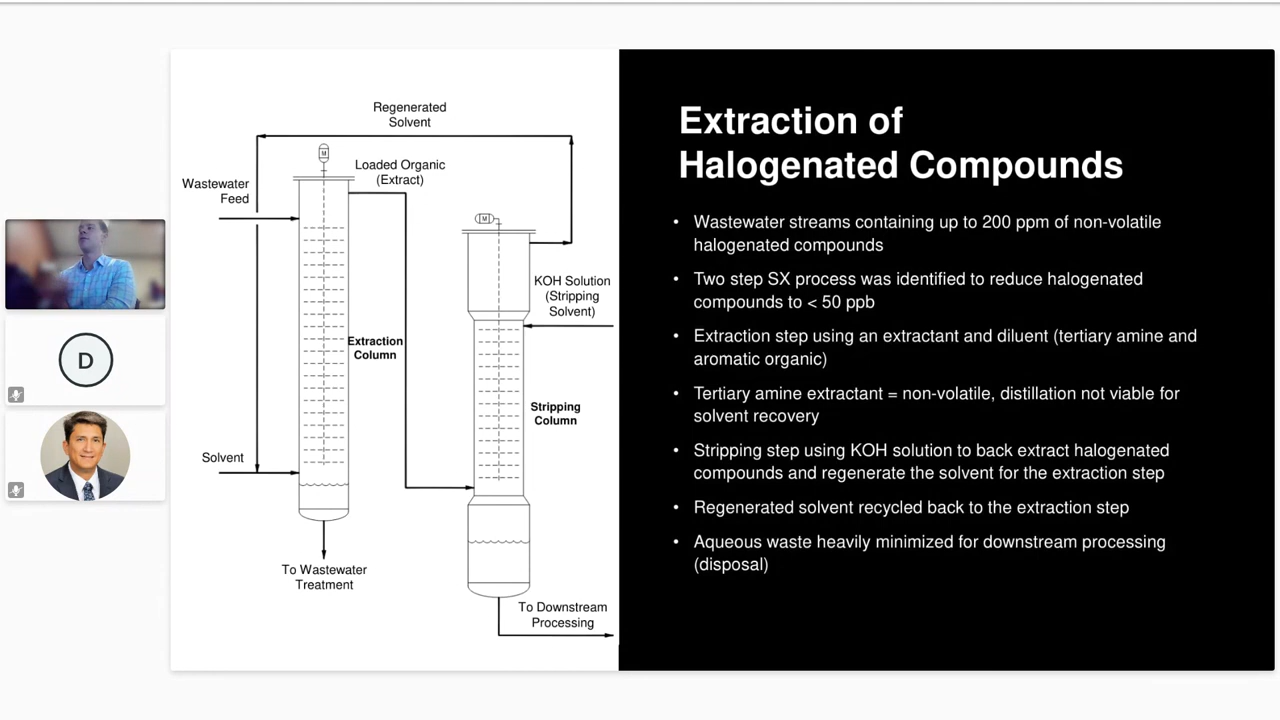 Regenerated
Solvent
M
Loaded Organic
(Extract)
Wastewater
Feed
M
KOH Solution
(Stripping
Solvent)
Extraction
Column
Stripping
Column
Solvent
To Wastewater
Treatment
To Downstream
Processing
D
Extraction of
Halogenated Compounds
• Wastewater streams containing up to 200 ppm of non-volatile
halogenated compounds
• Two step SX process was identified to reduce halogenated
compounds to < 50 ppb
• Extraction step using an extractant and diluent (tertiary amine and
aromatic organic)
• Tertiary amine extractant = non-volatile, distillation not viable for
solvent recovery
• Stripping step using KOH solution to back extract halogenated
compounds and regenerate the solvent for the extraction step
• Regenerated solvent recycled back to the extraction step
• Aqueous waste heavily minimized for downstream processing
(disposal)